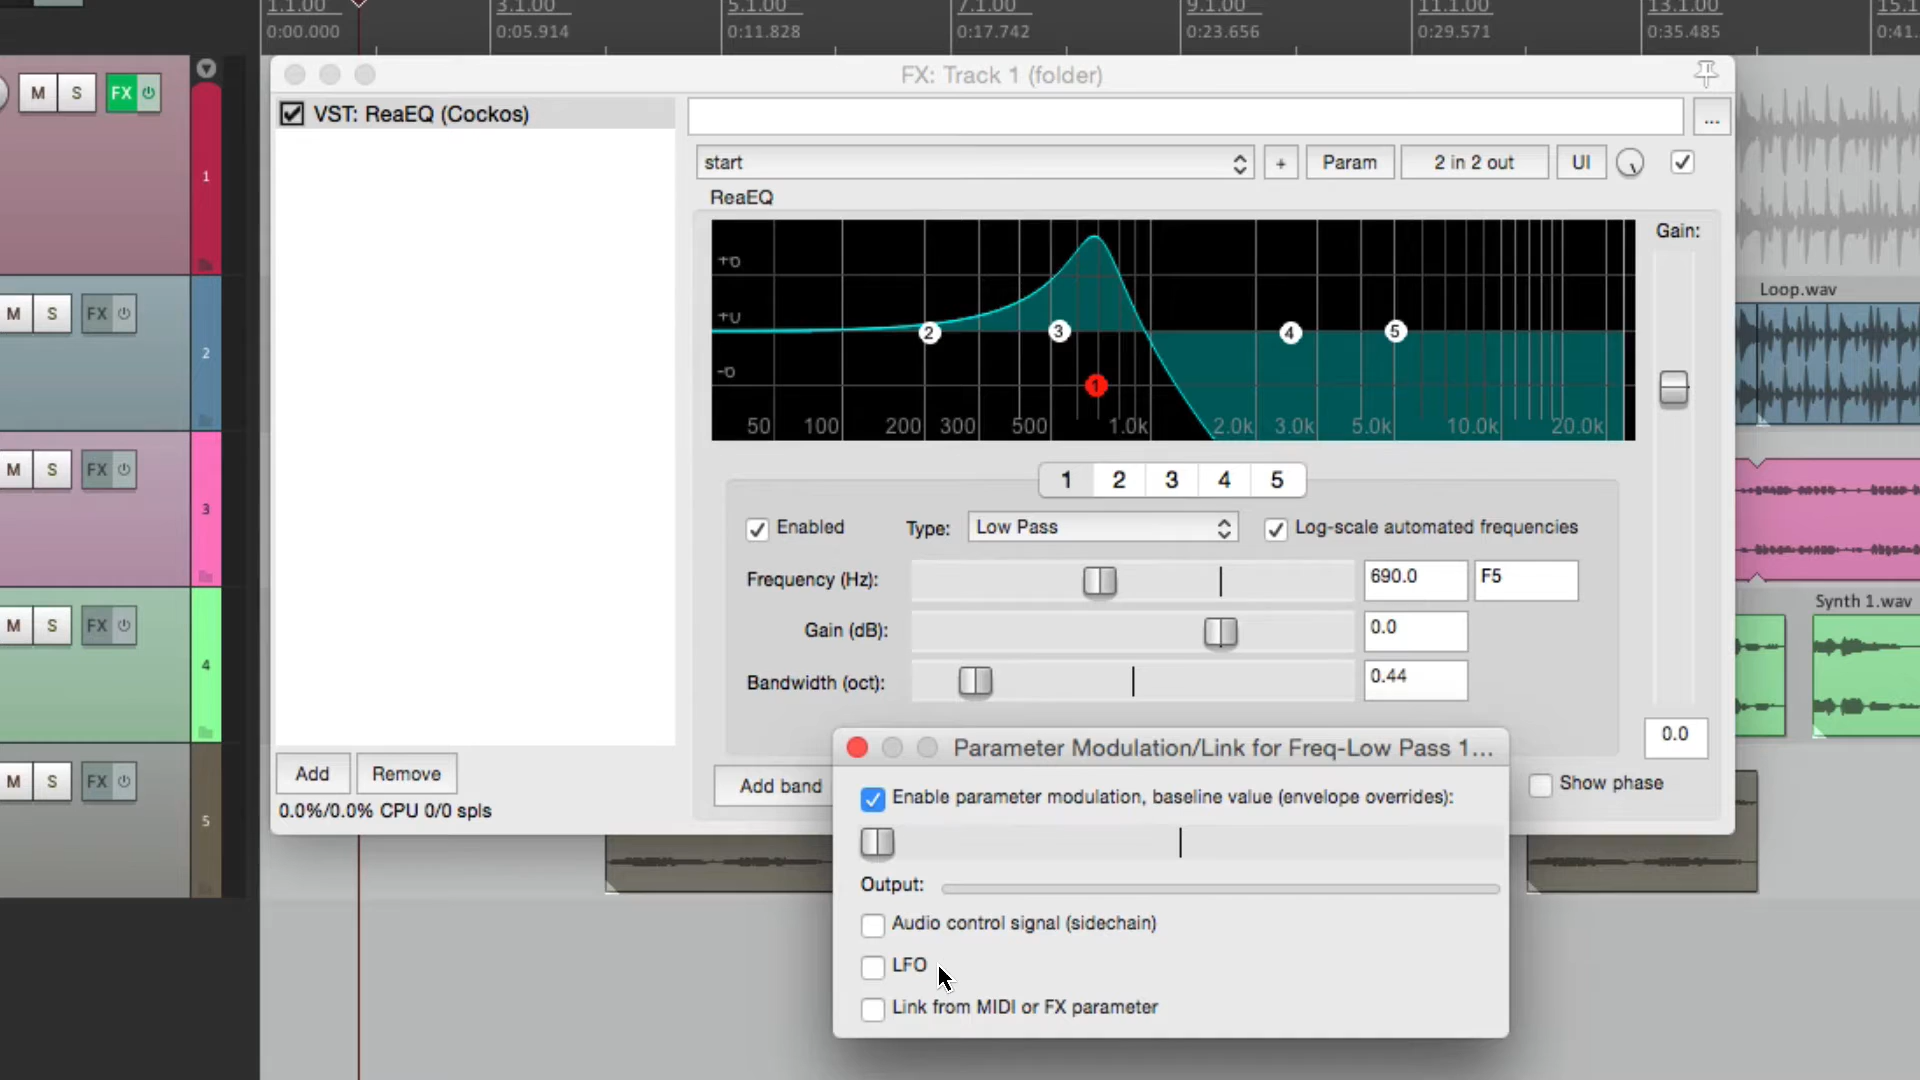 1.1.00 3.1.00 5.1.00 7.1.00 9.1.00 11.1.00 13.1.00 15.1
0:00.000 0:05.914 0:11.828 0:17.742 0:23.656 0:29.571 0:35.485 0:41.
FX: Track 1 (folder)
M S FX
1
M S FX
2
M S FX
3
M S FX
4
M S FX
5
VST: ReaEQ (Cockos)
...
start + Param 2 in 2 out UI
ReaEQ
Gain:
+0
+0
-0
2 3 4 5
1
50 100 200 300 500 1.0k 2.0k 3.0k 5.0k 10.0k 20.0k
1 2 3 4 5
Enabled Type: Low Pass Log-scale automated frequencies
Frequency (Hz): 690.0 F5
Gain (dB): 0.0
Bandwidth (oct): 0.44
0.0
Add Remove
Add band
Show phase
0.0%/0.0% CPU 0/0 spls
Parameter Modulation/Link for Freq-Low Pass 1...
Enable parameter modulation, baseline value (envelope overrides):
Output:
Audio control signal (sidechain)
LFO
Link from MIDI or FX parameter
Loop.wav
Synth 1.wav